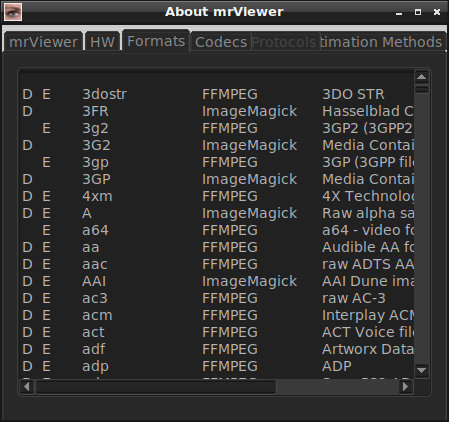 About mrViewer
mrViewer HW Formats Codecs Protocols timation Methods
D E 3dostr FFMPEG 3DO STR
D 3FR ImageMagick Hasselblad C
E 3g2 FFMPEG 3GP2 (3GPP2
D 3G2 ImageMagick Media Contai
E 3gp FFMPEG 3GP (3GPP file
D 3GP ImageMagick Media Contai
D E 4xm FFMPEG 4X Technolog
D E A ImageMagick Raw alpha sa
E a64 FFMPEG a64 - video fo
D E aa FFMPEG Audible AA fo
D E aac FFMPEG raw ADTS AA
D E AAI ImageMagick AAI Dune ima
D E ac3 FFMPEG raw AC-3
D E acm FFMPEG Interplay ACM
D E act FFMPEG ACT Voice file
D E adf FFMPEG Artworx Data
D E adp FFMPEG ADP